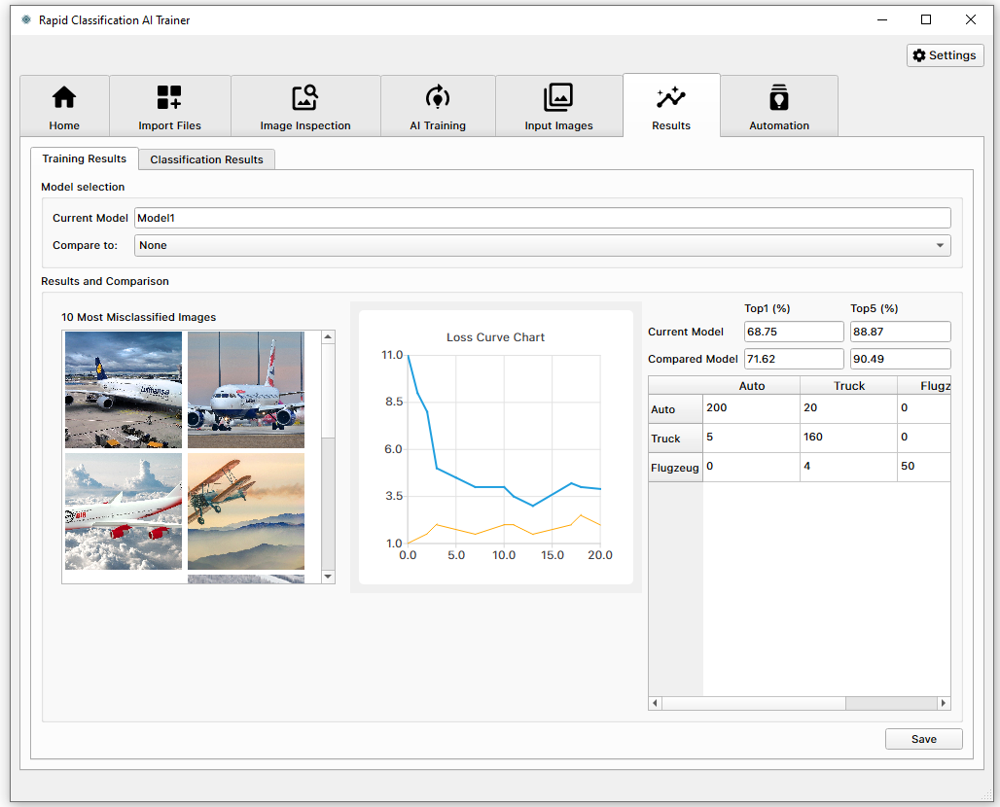 Rapid Classification AI Trainer
Settings
Home
Import Files
Image Inspection
AI Training
Input Images
Results
Automation
Training Results
Classification Results
Model selection
Current Model Model1
Compare to: None
Results and Comparison
10 Most Misclassified Images
Lufthansa
Loss Curve Chart
11.0
8.5
6.0
3.5
1.0
0.0 5.0 10.0 15.0 20.0
Top1 (%) Top5 (%)
Current Model 68.75 88.87
Compared Model 71.62 90.49
Auto Truck Flugz
Auto 200 20 0
Truck 5 160 0
Flugzeug 0 4 50
Save